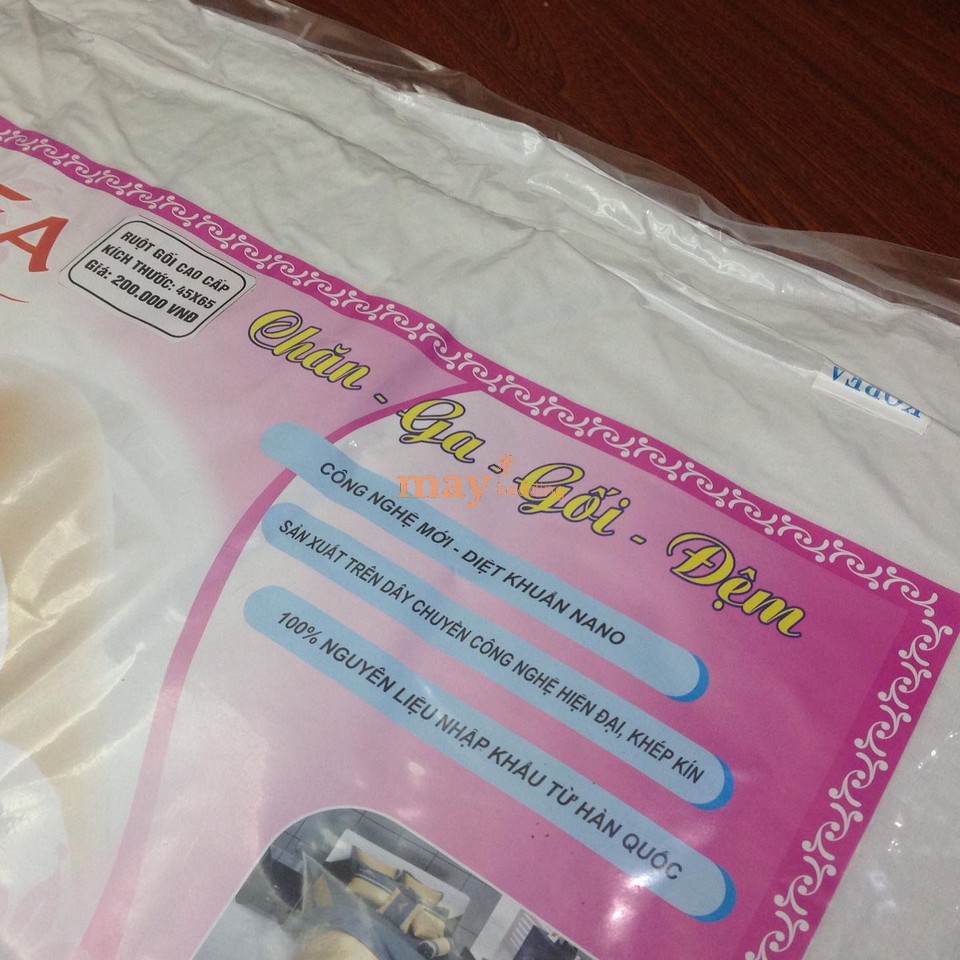 RUỘT GỐI CAO CẤP
KÍCH THƯỚC: 45X65
Giá: 200.000 VNĐ
Chăn - Ga - Gối - Đệm
may
CÔNG NGHỆ MỚI - DIỆT KHUẨN NANO
SẢN XUẤT TRÊN DÂY CHUYỀN CÔNG NGHỆ HIỆN ĐẠI, KHÉP KÍN
100% NGUYÊN LIỆU NHẬP KHẨU TỪ HÀN QUỐC